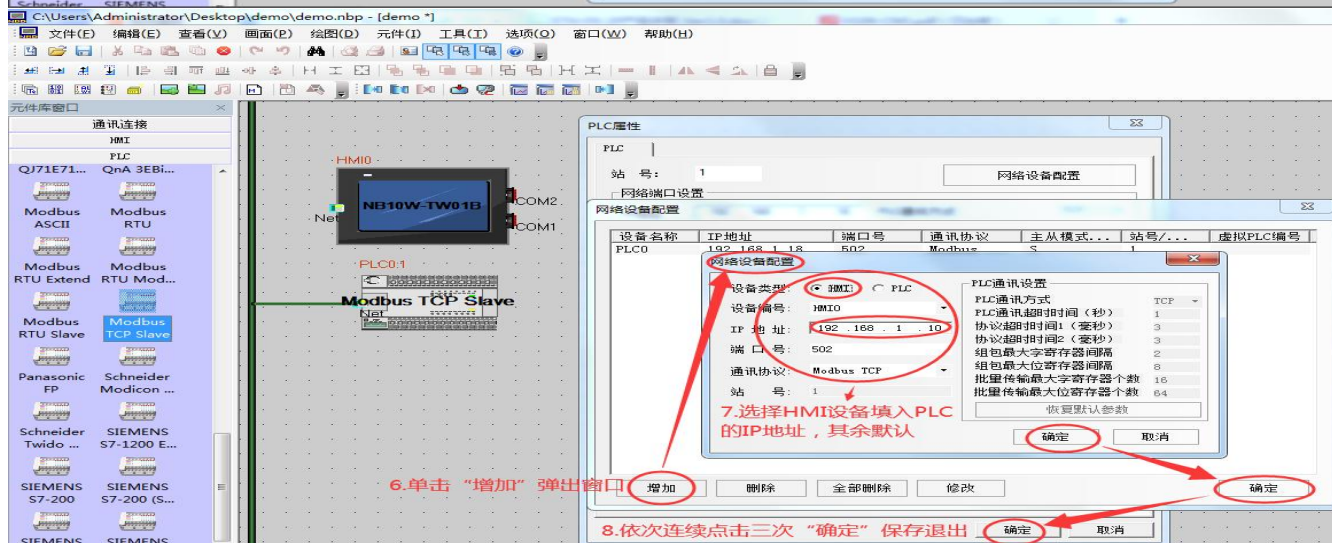 Schneider SIEMENS
C:\Users\Administrator\Desktop\demo\demo.nbp - [demo *]
文件(F) 编辑(E) 查看(V) 画面(P) 绘图(D) 元件(I) 工具(T) 选项(O) 窗口(W) 帮助(H)
元件库窗口
通讯连接
HMI
PLC
QJ71E71... QnA 3EBi...
Modbus ASCII
Modbus RTU
Modbus RTU Extend
Modbus RTU Mod...
Modbus RTU Slave
Modbus TCP Slave
Panasonic FP
Schneider Modicon ...
Schneider Twido ...
SIEMENS S7-1200 E...
SIEMENS S7-200
SIEMENS S7-200 (S...
SIEMENS SIEMENS
HMI0
NB10W-TW01B
Net
COM2
COM1
PLC0:1
Modbus TCP Slave
Net
PLC属性
PLC
站 号: 1
网络设备配置
网络端口设置
网络设备配置
设备名称 IP地址 端口号 通讯协议 主从模式... 站号/... 虚拟PLC编号
PLC0 192.168.1.18 502 Modbus S 1
网络设备配置
设备类型: HMI PLC
设备编号: HMI0
IP 地 址: 192 .168 . 1 . 10
端 口 号: 502
通讯协议: Modbus TCP
站 号: 1
PLC通讯设置
PLC通讯方式 TCP
PLC通讯超时时间(秒) 1
协议超时时间1(毫秒) 3
协议超时时间2(毫秒) 3
组包最大字寄存器间隔 2
组包最大位寄存器间隔 8
批量传输最大字寄存器个数 16
批量传输最大位寄存器个数 64
恢复默认参数
确定 取消
7.选择HMI设备填入PLC
的IP地址,其余默认
6.单击“增加”弹出窗口
增加 删除 全部删除 修改 确定
8.依次连续点击三次“确定”保存退出
确定 取消